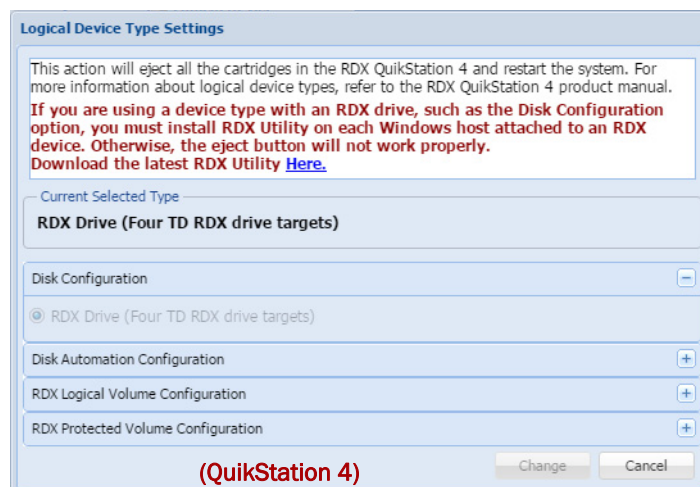 Logical Device Type Settings
This action will eject all the cartridges in the RDX QuikStation 4 and restart the system. For
more information about logical device types, refer to the RDX QuikStation 4 product manual.
If you are using a device type with an RDX drive, such as the Disk Configuration
option, you must install RDX Utility on each Windows host attached to an RDX
device. Otherwise, the eject button will not work properly.
Download the latest RDX Utility Here.
Current Selected Type
RDX Drive (Four TD RDX drive targets)
Disk Configuration
RDX Drive (Four TD RDX drive targets)
Disk Automation Configuration
RDX Logical Volume Configuration
RDX Protected Volume Configuration
(QuikStation 4)
Change
Cancel